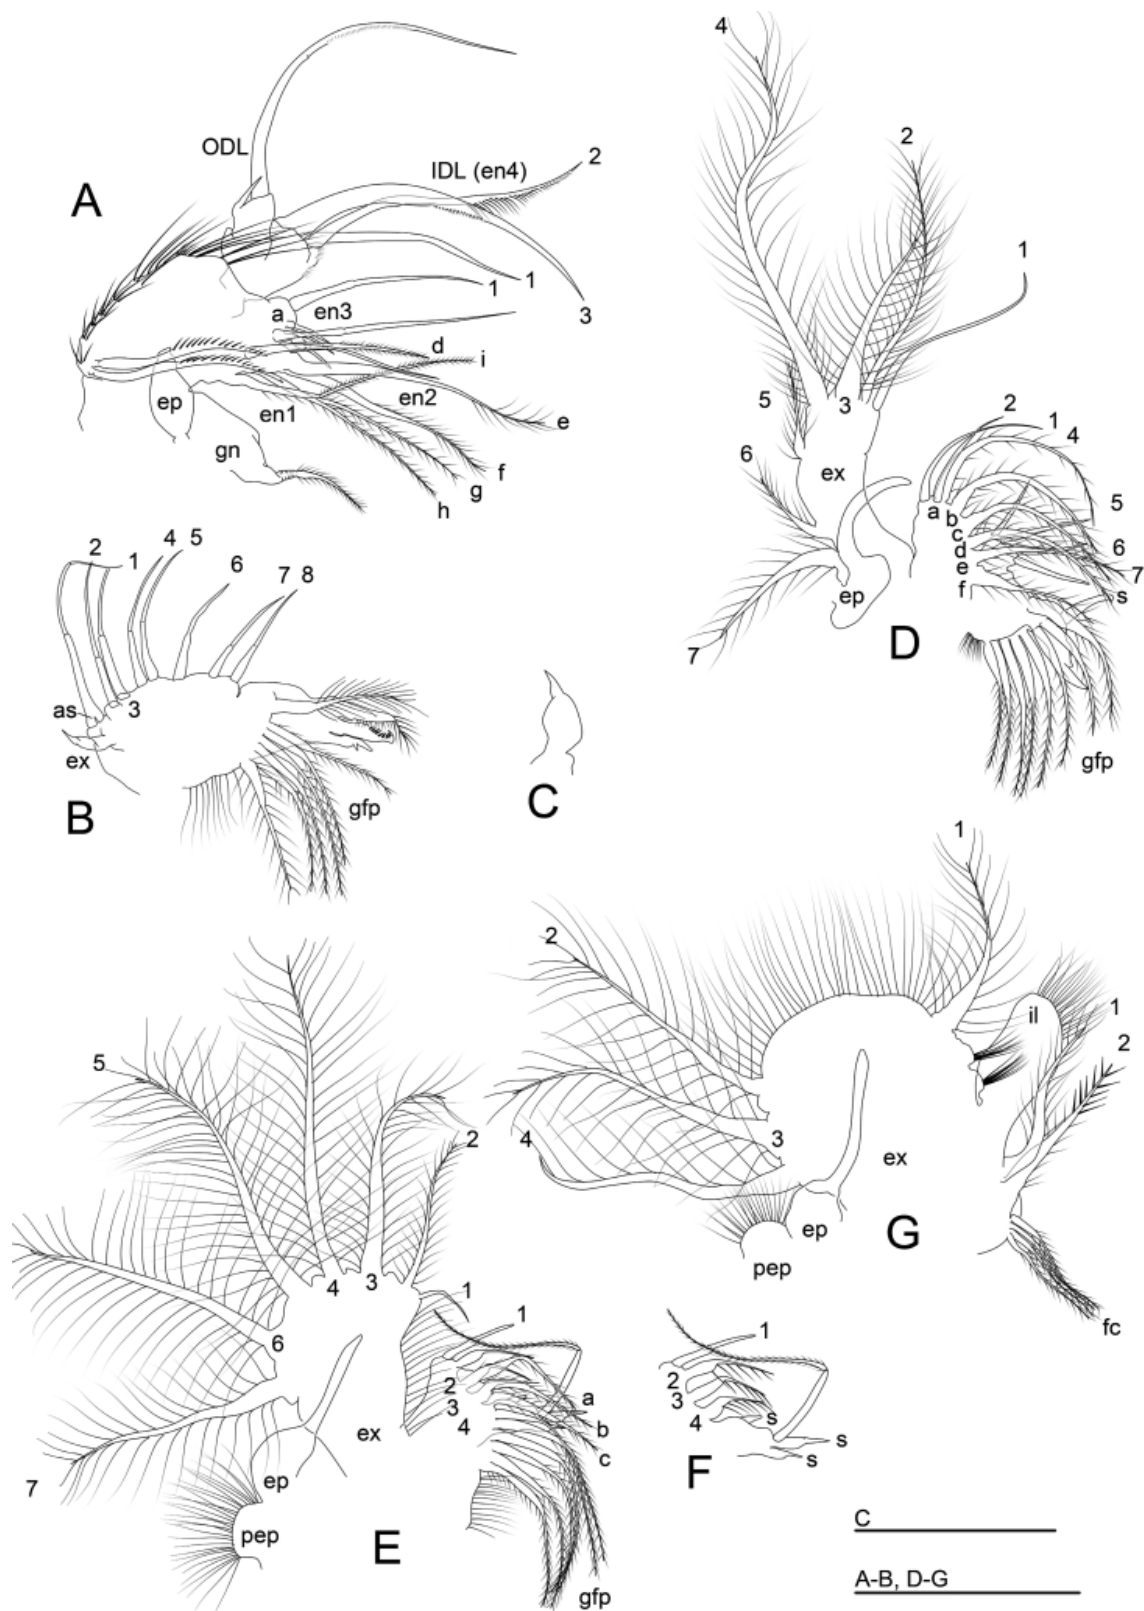 A
ODL
IDL (en4)
2
1
1
3
a
en3
d
i
ep
en1
en2
e
gn
f
g
h
B
2
1
4
5
6
7
8
as
3
ex
gfp
C
D
4
2
1
5
3
6
ex
ep
7
2
1
4
a
b
c
d
e
f
5
6
7
s
gfp
E
5
4
3
2
1
6
7
ex
ep
pep
1
2
3
4
a
b
c
gfp
F
1
2
3
4
s
s
s
G
1
2
3
4
il
1
2
ex
ep
pep
fc
C
A-B, D-G